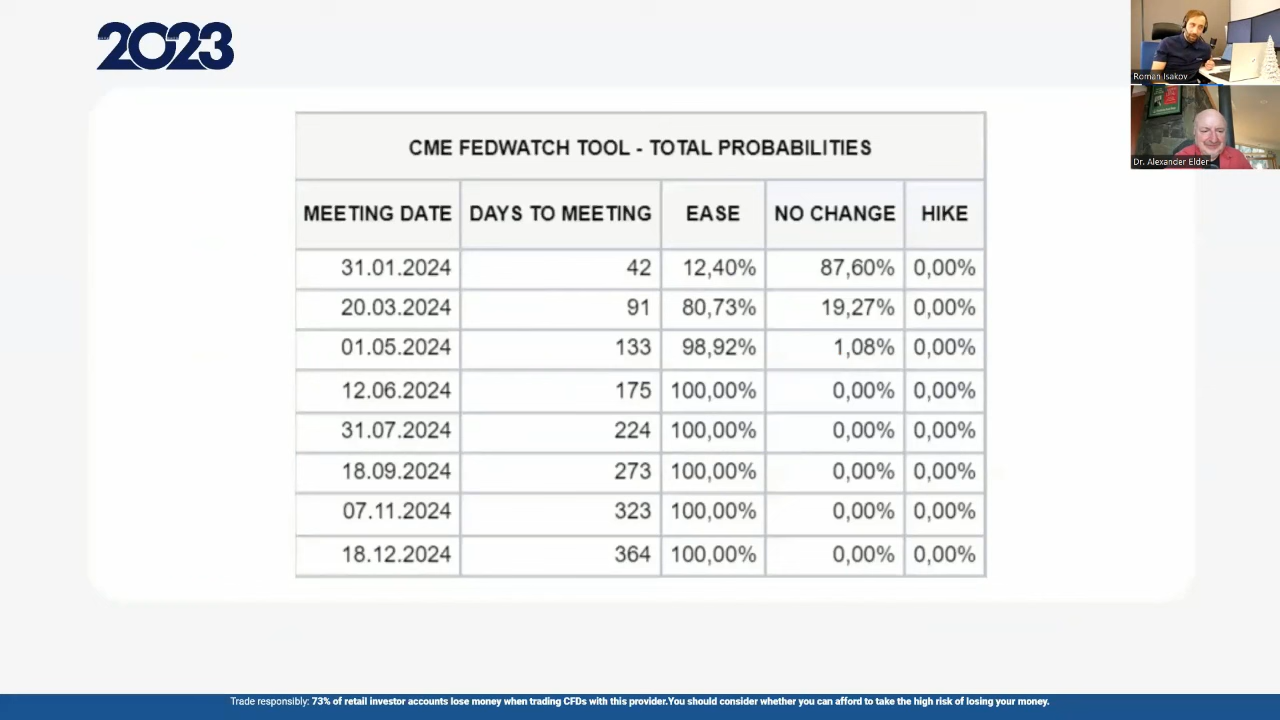 2023
Roman Isakov
Dr. Alexander Elder
CME FEDWATCH TOOL - TOTAL PROBABILITIES
MEETING DATE DAYS TO MEETING EASE NO CHANGE HIKE
31.01.2024 42 12,40% 87,60% 0,00%
20.03.2024 91 80,73% 19,27% 0,00%
01.05.2024 133 98,92% 1,08% 0,00%
12.06.2024 175 100,00% 0,00% 0,00%
31.07.2024 224 100,00% 0,00% 0,00%
18.09.2024 273 100,00% 0,00% 0,00%
07.11.2024 323 100,00% 0,00% 0,00%
18.12.2024 364 100,00% 0,00% 0,00%
Trade responsibly: 73% of retail investor accounts lose money when trading CFDs with this provider.You should consider whether you can afford to take the high risk of losing your money.